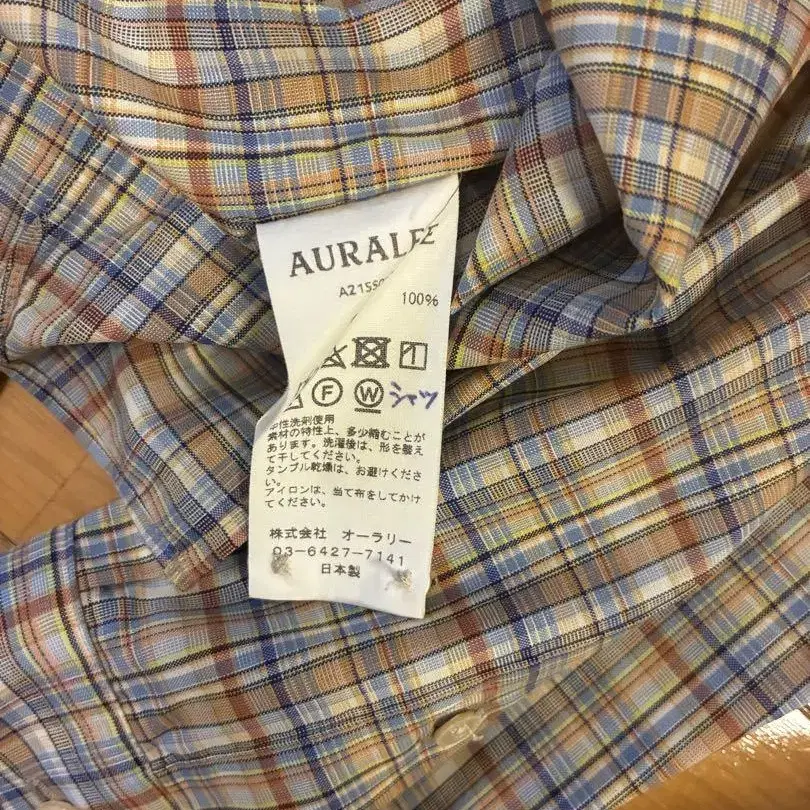 AURALEE
A21SS0
100%
F W シャツ
中性洗剤使用
素材の特性上、多少縮むことが
あります。洗濯後は、形を整え
て干してください。
タンブル乾燥は、お避けくださ
い。
アイロンは、当て布をしてかけ
てください。
株式会社 オーラリー
03-6427-7141
日本製